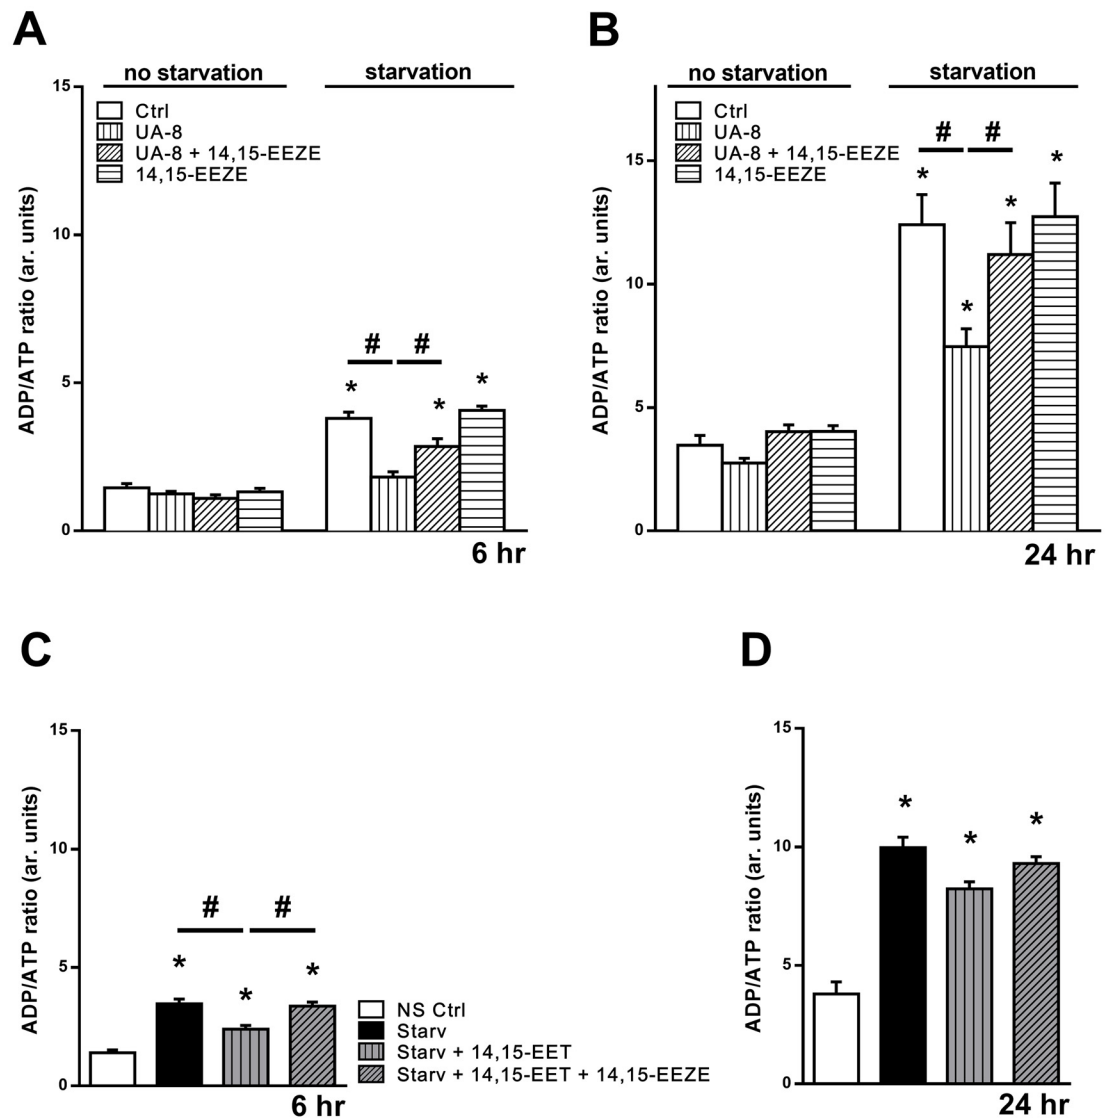 A
no starvation
starvation
15
10
5
0
ADP/ATP ratio (ar. units)
Ctrl
UA-8
UA-8 + 14,15-EEZE
14,15-EEZE
# #
* * *
6 hr
B
no starvation
starvation
15
10
5
0
ADP/ATP ratio (ar. units)
Ctrl
UA-8
UA-8 + 14,15-EEZE
14,15-EEZE
# #
* * * *
24 hr
C
15
10
5
0
ADP/ATP ratio (ar. units)
# #
* * *
NS Ctrl
Starv
Starv + 14,15-EET
Starv + 14,15-EET + 14,15-EEZE
6 hr
D
15
10
5
0
ADP/ATP ratio (ar. units)
* * *
24 hr